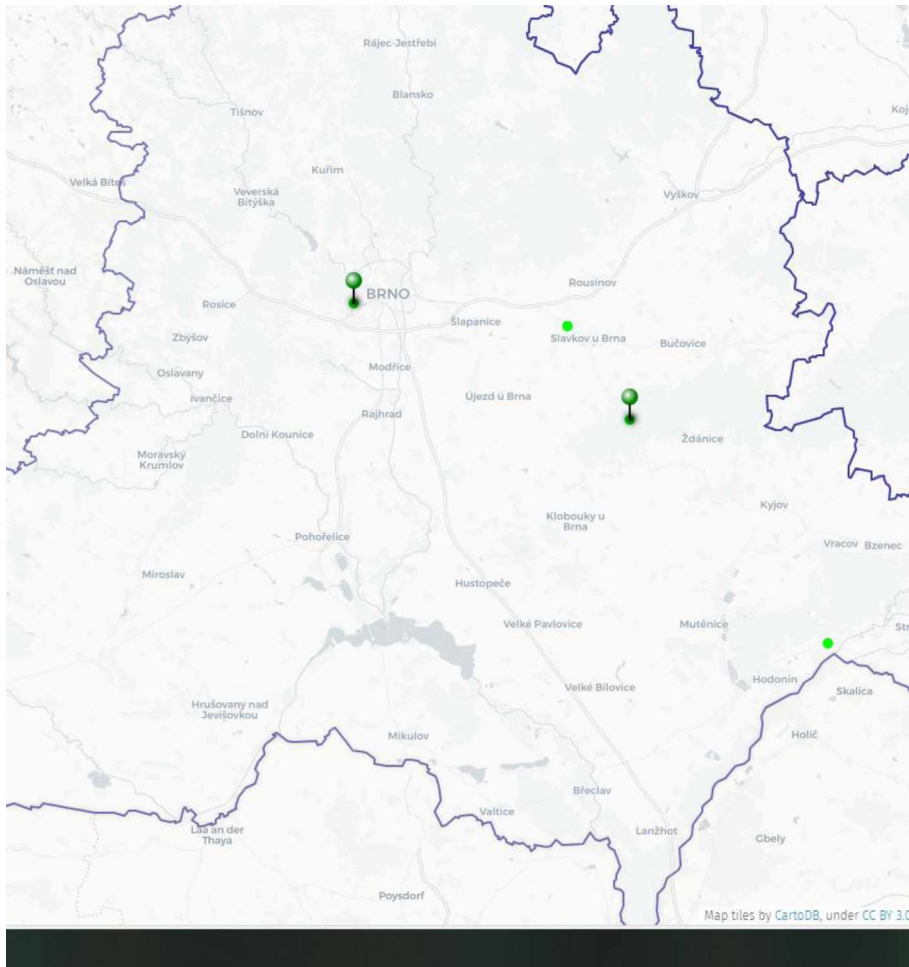 Rájec-Jestřebí
Blansko
Tišnov
Kuřim
Velká Bíteš
Veverská
Bítýška
Vyškov
Náměšť nad
Oslavou
Rosice
BRNO
Rousínov
Šlapanice
Zbýšov
Slavkov u Brna
Bučovice
Modřice
Oslavany
Ivančice
Újezd u Brna
Rajhrad
Dolní Kounice
Ždánice
Moravský
Krumlov
Kyjov
Klobouky u
Brna
Pohořelice
Vracov
Bzenec
Miroslav
Hustopeče
Velké Pavlovice
Mutěnice
Hodonín
Velké Bílovice
Skalica
Hrušovany nad
Jevišovkou
Mikulov
Holíč
Břeclav
Valtice
Lanžhot
Laa an der
Thaya
Gbely
Poysdorf
Map tiles by CartoDB, under CC BY 3.0